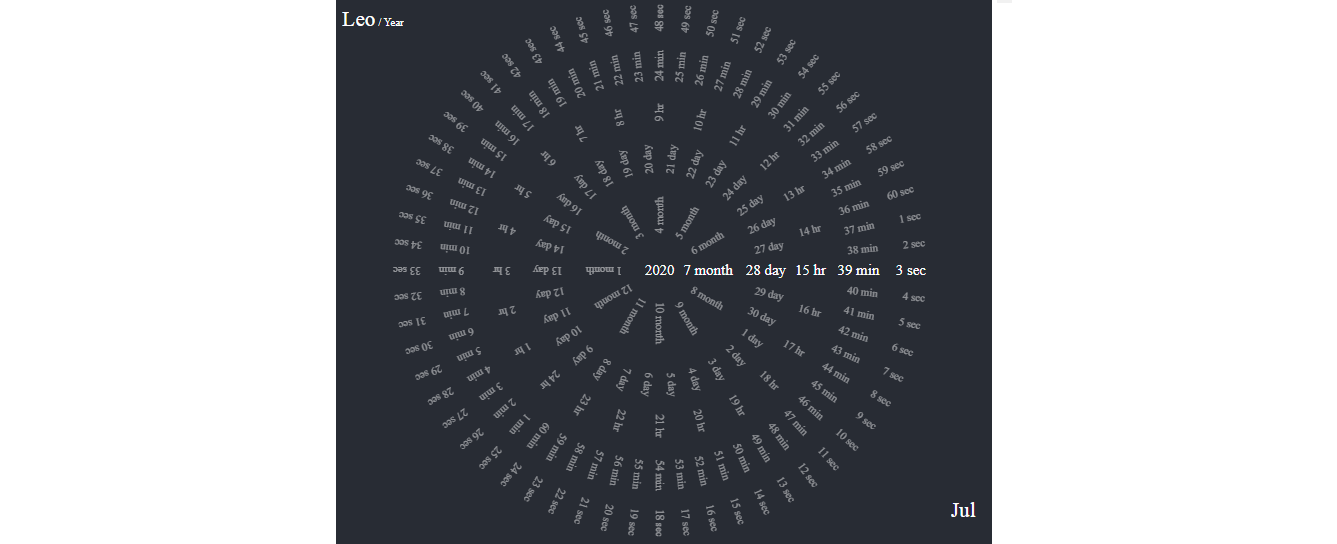 Leo / Year
2020 7 month 28 day 15 hr 39 min 3 sec
1 month
2 month
3 month
4 month
5 month
6 month
8 month
9 month
10 month
11 month
12 month
1 day
2 day
3 day
4 day
5 day
6 day
7 day
8 day
9 day
10 day
11 day
12 day
13 day
14 day
15 day
16 day
17 day
18 day
19 day
20 day
21 day
22 day
23 day
24 day
25 day
26 day
27 day
29 day
30 day
1 hr
2 hr
3 hr
4 hr
5 hr
6 hr
7 hr
8 hr
9 hr
10 hr
11 hr
12 hr
13 hr
14 hr
16 hr
17 hr
18 hr
19 hr
20 hr
21 hr
22 hr
23 hr
24 hr
1 min
2 min
3 min
4 min
5 min
6 min
7 min
8 min
9 min
10 min
11 min
12 min
13 min
14 min
15 min
16 min
17 min
18 min
19 min
20 min
21 min
22 min
23 min
24 min
25 min
26 min
27 min
28 min
29 min
30 min
31 min
32 min
33 min
34 min
35 min
36 min
37 min
38 min
40 min
41 min
42 min
43 min
44 min
45 min
46 min
47 min
48 min
49 min
50 min
51 min
52 min
53 min
54 min
55 min
56 min
57 min
58 min
59 min
60 min
1 sec
2 sec
4 sec
5 sec
6 sec
7 sec
8 sec
9 sec
10 sec
11 sec
12 sec
13 sec
14 sec
15 sec
16 sec
17 sec
18 sec
19 sec
20 sec
21 sec
22 sec
23 sec
24 sec
25 sec
26 sec
27 sec
28 sec
29 sec
30 sec
31 sec
32 sec
33 sec
34 sec
35 sec
36 sec
37 sec
38 sec
39 sec
40 sec
41 sec
42 sec
43 sec
44 sec
45 sec
46 sec
47 sec
48 sec
49 sec
50 sec
51 sec
52 sec
53 sec
54 sec
55 sec
56 sec
57 sec
58 sec
59 sec
60 sec
Jul